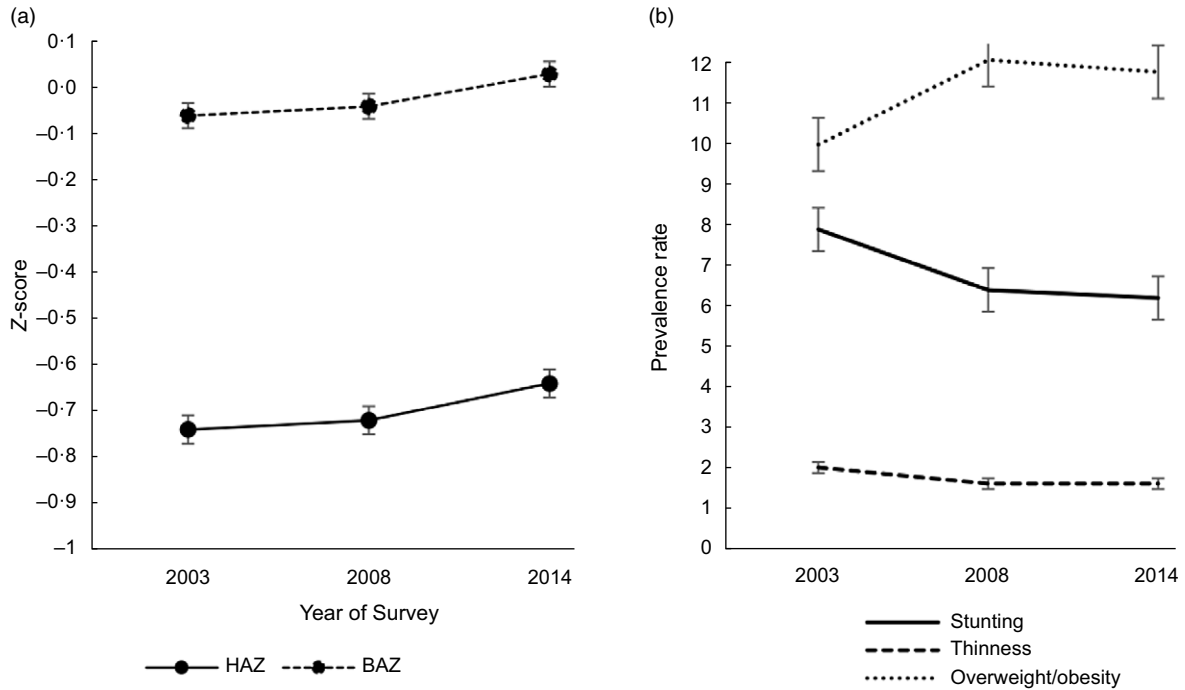 (a)
0·1
0·0
–0·1
–0·2
–0·3
–0·4
–0·5
–0·6
–0·7
–0·8
–0·9
–1
Z-score
2003 2008 2014
Year of Survey
HAZ BAZ
(b)
12
11
10
9
8
7
6
5
4
3
2
1
0
Prevalence rate
2003 2008 2014
Stunting
Thinness
Overweight/obesity